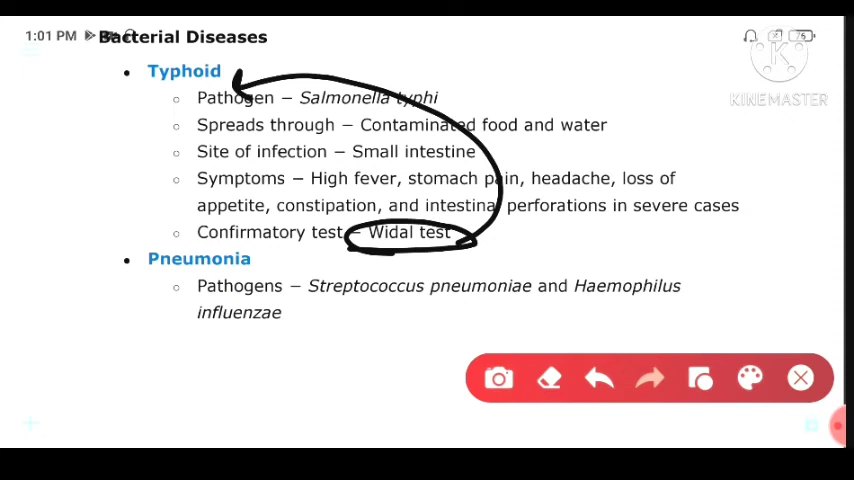 1:01 PM
Bacterial Diseases
76
K
KINEMASTER
Typhoid
Pathogen – Salmonella typhi
Spreads through – Contaminated food and water
Site of infection – Small intestine
Symptoms – High fever, stomach pain, headache, loss of
appetite, constipation, and intestinal perforations in severe cases
Confirmatory test – Widal test
Pneumonia
Pathogens – Streptococcus pneumoniae and Haemophilus
influenzae